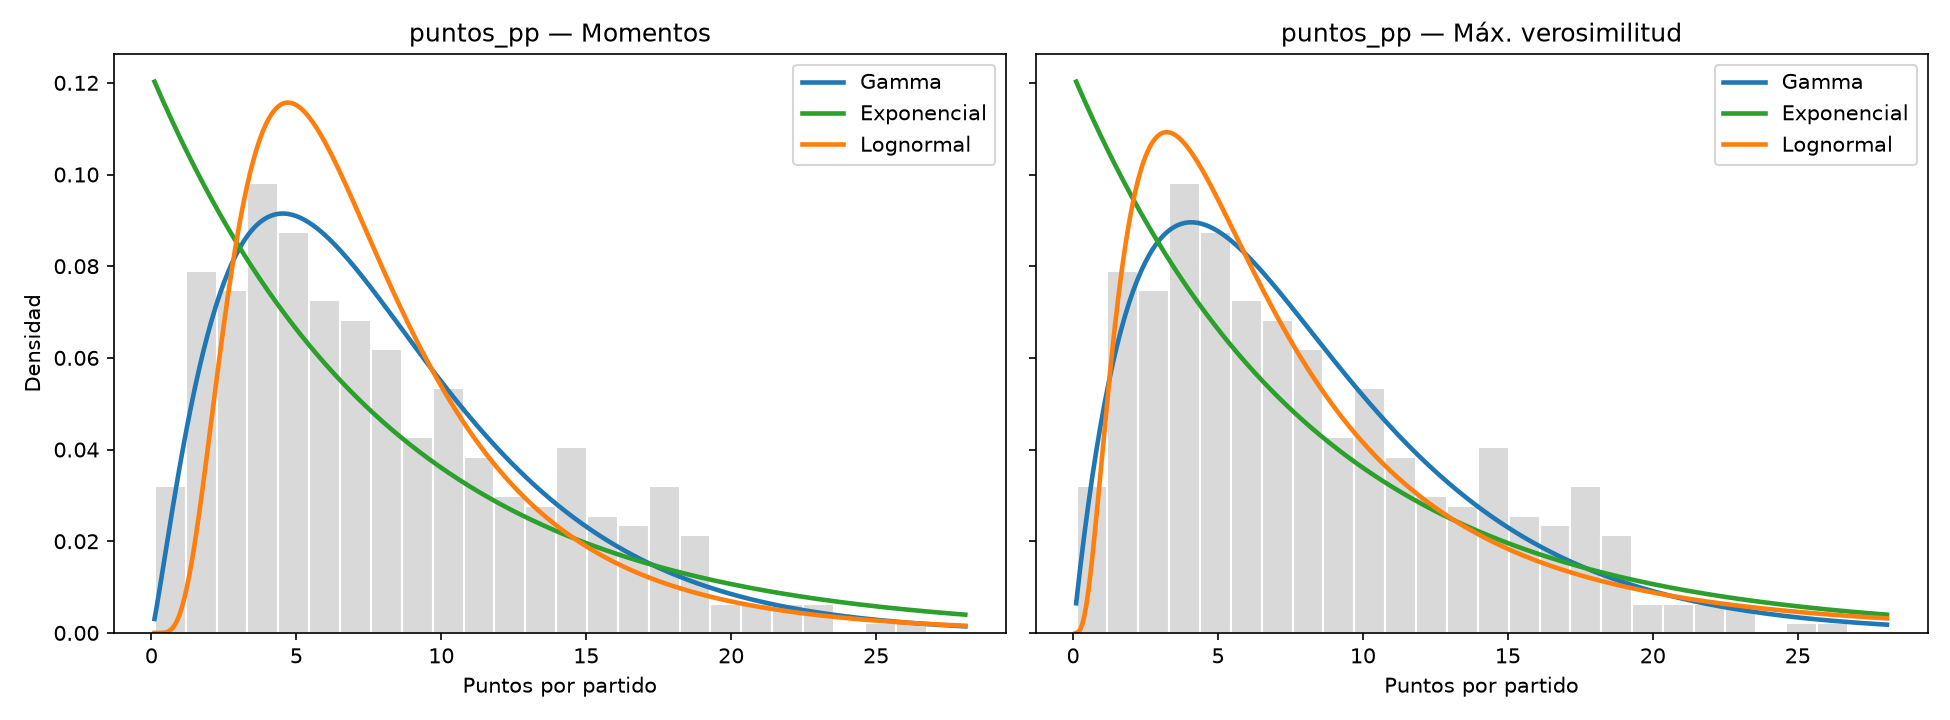 puntos_pp — Momentos
Gamma
Exponencial
Lognormal
Densidad
0.12
0.10
0.08
0.06
0.04
0.02
0.00
0
5
10
15
20
25
Puntos por partido
puntos_pp — Máx. verosimilitud
Gamma
Exponencial
Lognormal
0
5
10
15
20
25
Puntos por partido